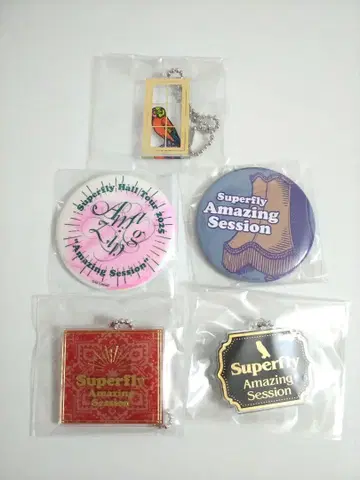 Superfly Hall Tour 2025
"Amazing Session"
Superfly
Amazing
Session
Superfly
Amazing
Session
Superfly
Amazing
Session